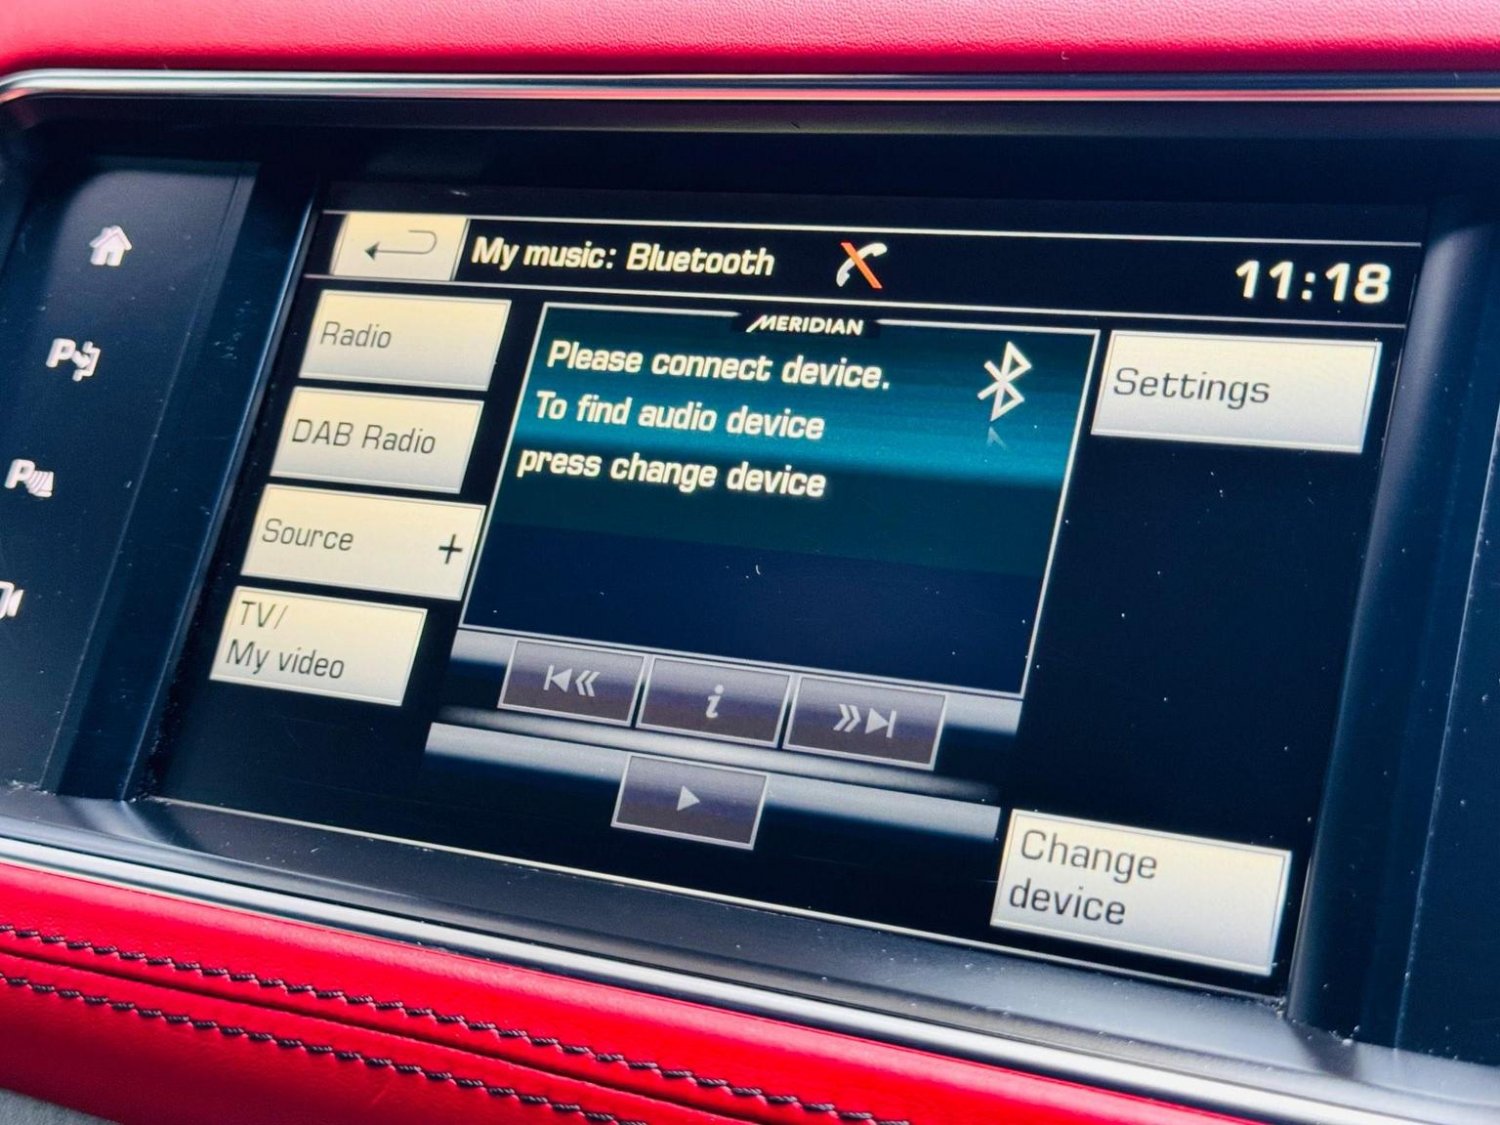 My music: Bluetooth
11:18
Radio
DAB Radio
Source +
TV/
My video
MERIDIAN
Please connect device.
To find audio device
press change device
i
Settings
Change
device
P
P